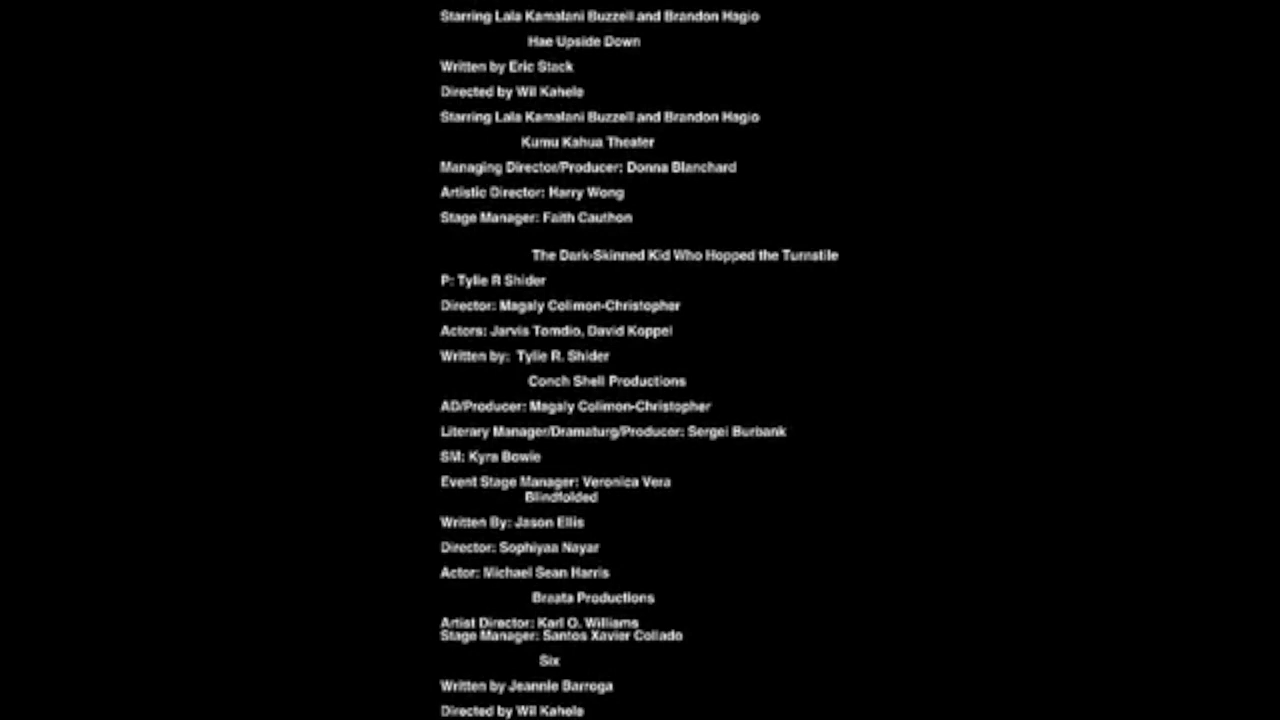 Starring Lala Kamalani Buzzell and Brandon Hagio
Hae Upside Down
Written by Eric Stack
Directed by Wil Kahele
Starring Lala Kamalani Buzzell and Brandon Hagio
Kumu Kahua Theater
Managing Director/Producer: Donna Blanchard
Artistic Director: Harry Wong
Stage Manager: Faith Cauthon
The Dark-Skinned Kid Who Hopped the Turnstile
P: Tylie R Shider
Director: Magaly Colimon-Christopher
Actors: Jarvis Tomdio, David Koppel
Written by:  Tylie R. Shider
Conch Shell Productions
AD/Producer: Magaly Colimon-Christopher
Literary Manager/Dramaturg/Producer: Sergei Burbank
SM: Kyra Bowie
Event Stage Manager: Veronica Vera
Blindfolded
Written By: Jason Ellis
Director: Sophiyaa Nayar
Actor: Michael Sean Harris
Braata Productions
Artist Director: Karl O. Williams
Stage Manager: Santos Xavier Collado
Six
Written by Jeannie Barroga
Directed by Wil Kahele